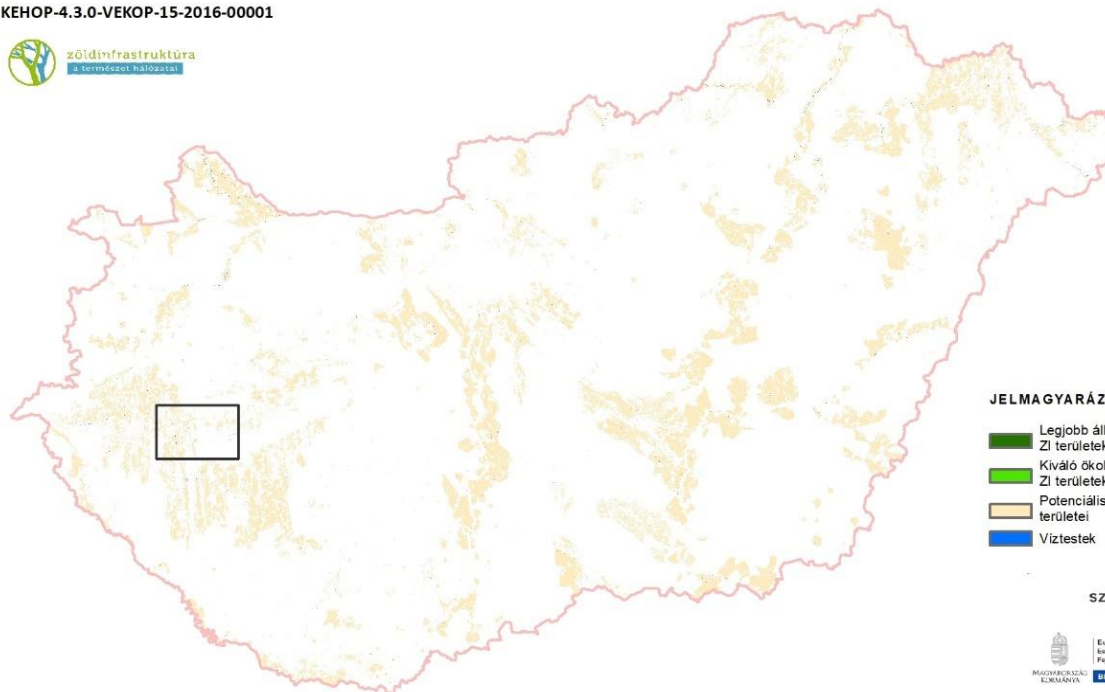 KEHOP-4.3.0-VEKOP-15-2016-00001
zöldinfrastruktúra
a természet hálózatai
JELMAGYARÁZ
Legjobb áll
ZI területek
Kiváló ökol
ZI területek
Potenciális
területei
Víztestek
SZ
MAGYARORSZÁG
KORMÁNYA